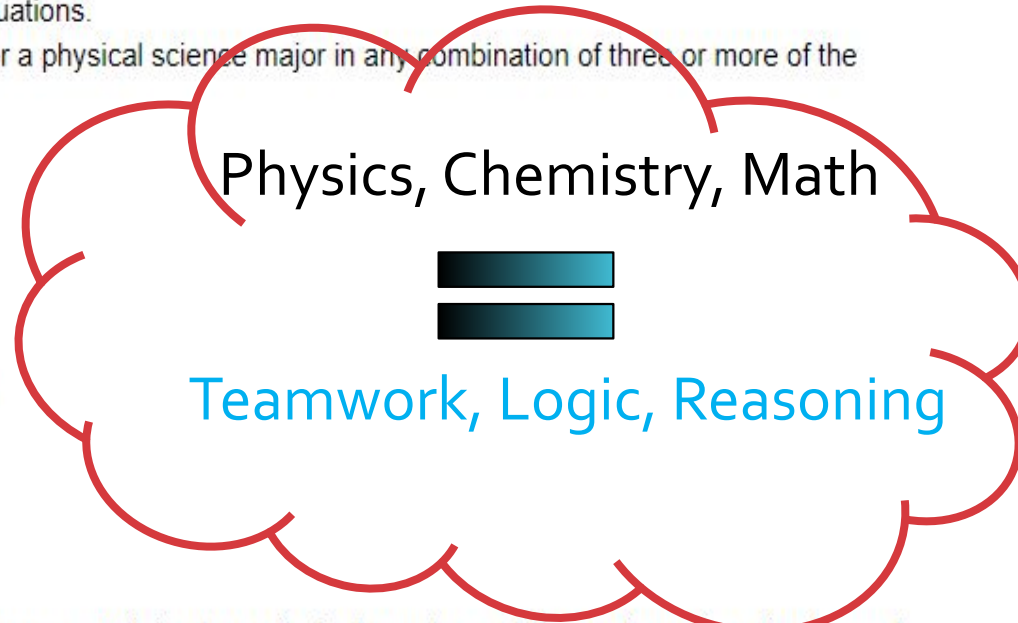 uations.
r a physical science major in any combination of three or more of the
Physics, Chemistry, Math
Teamwork, Logic, Reasoning